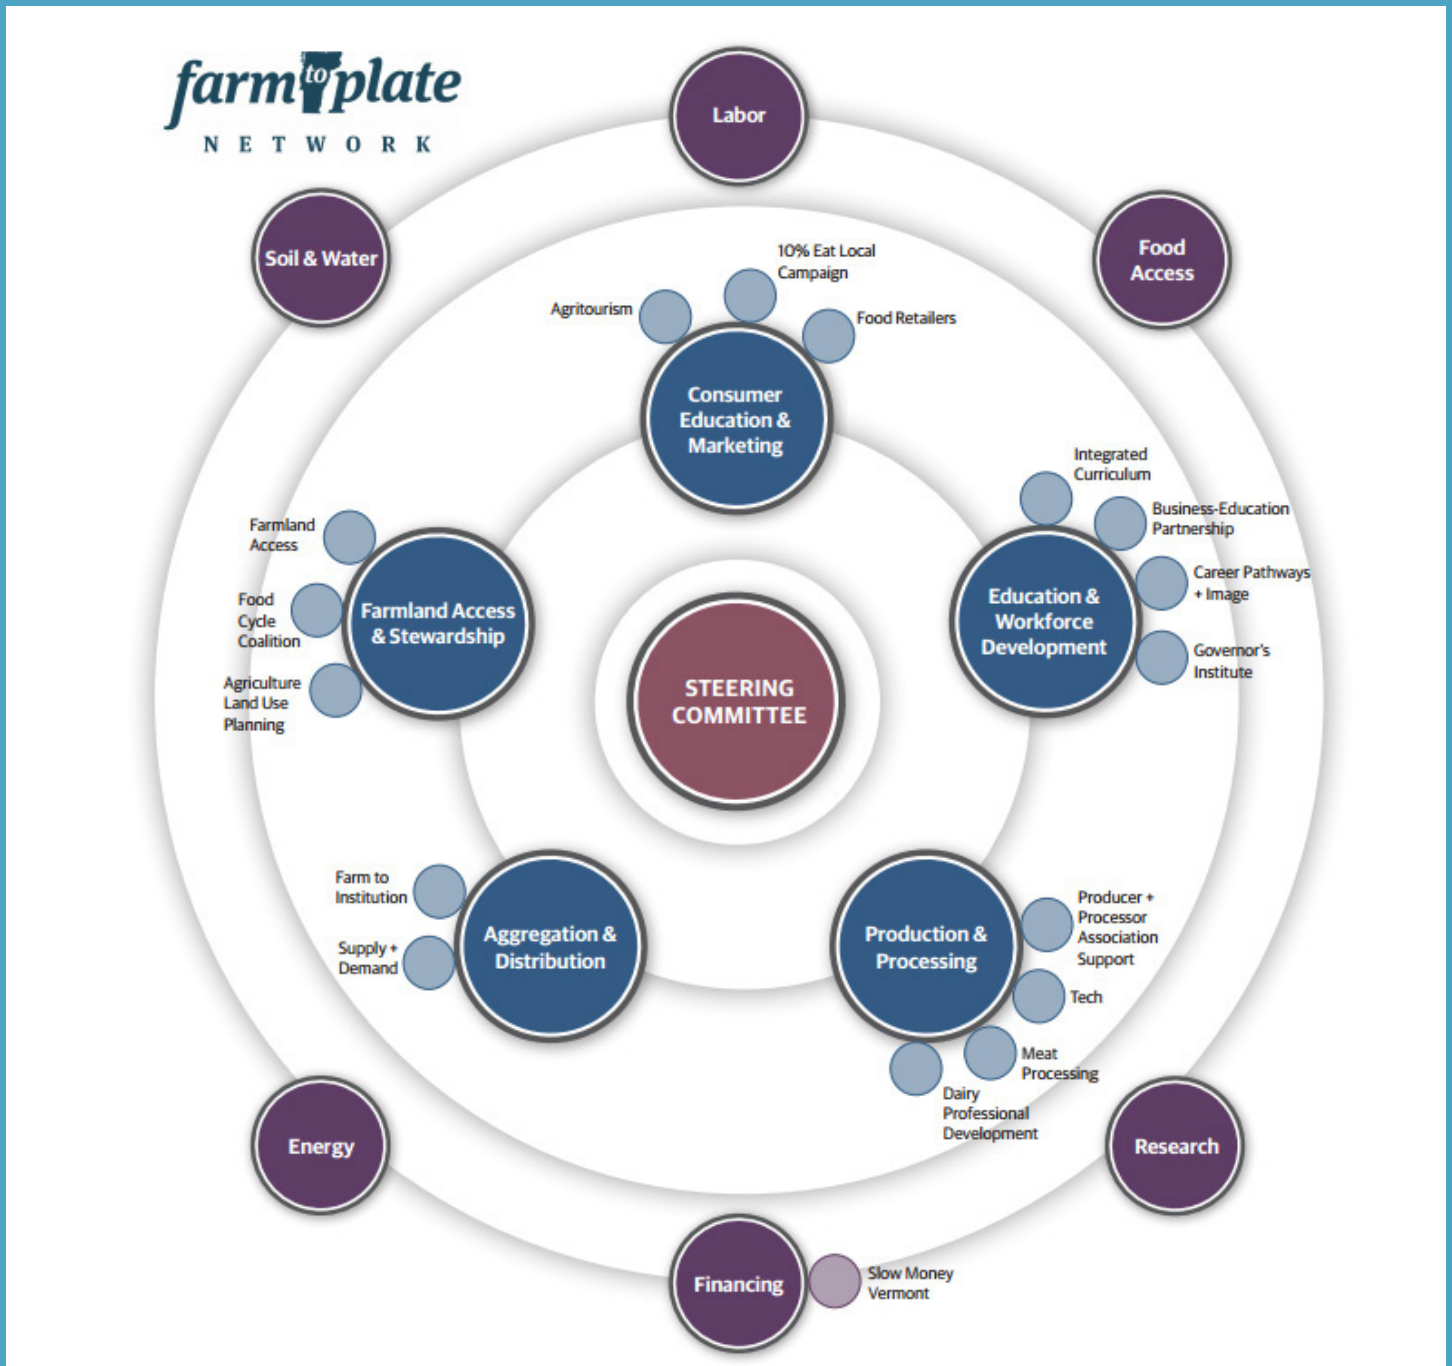 farm to plate
NETWORK
Labor
Soil & Water
Food
Access
10% Eat Local
Campaign
Agritourism
Food Retailers
Consumer
Education &
Marketing
Integrated
Curriculum
Business-Education
Partnership
Career Pathways
+ Image
Governor's
Institute
Education &
Workforce
Development
Farmland
Access
Food
Cycle
Coalition
Agriculture
Land Use
Planning
Farmland Access
& Stewardship
STEERING
COMMITTEE
Farm to
Institution
Supply +
Demand
Aggregation &
Distribution
Production &
Processing
Producer +
Processor
Association
Support
Tech
Meat
Processing
Dairy
Professional
Development
Energy
Research
Financing
Slow Money
Vermont